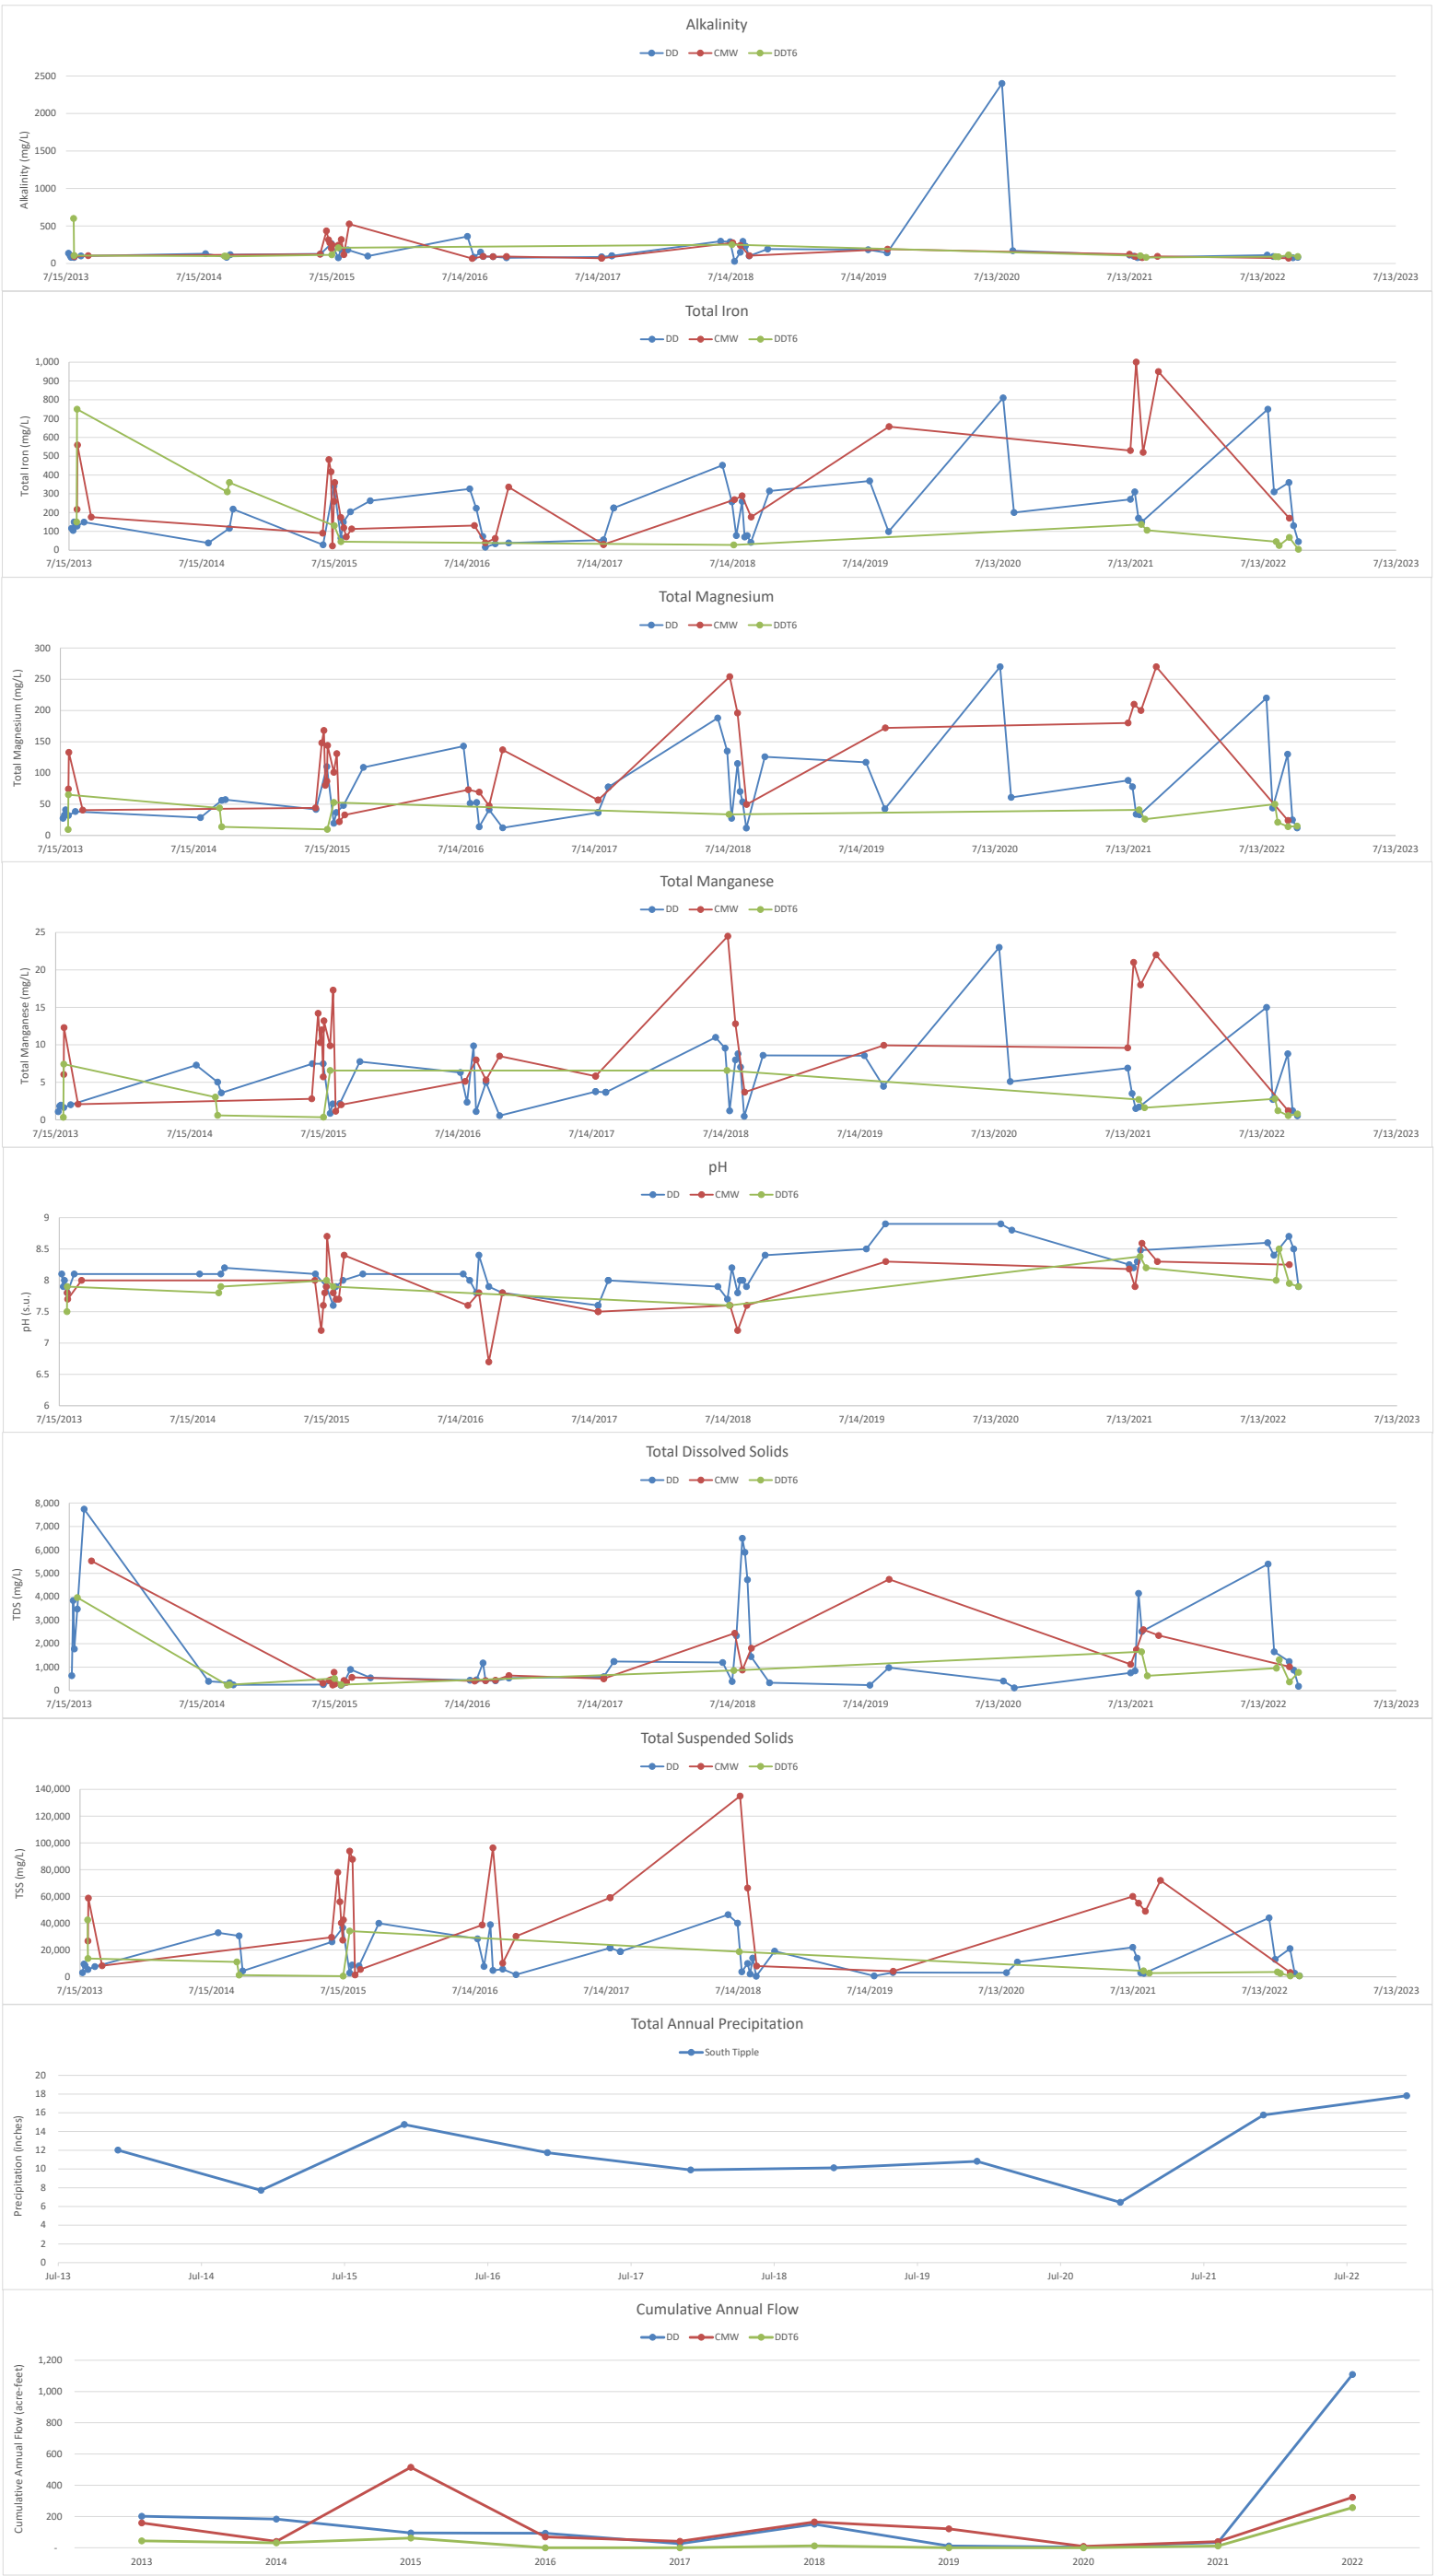 Alkalinity
DD CMW DDT6
Alkalinity (mg/L)
2500
2000
1500
1000
500
0
7/15/2013 7/15/2014 7/15/2015 7/14/2016 7/14/2017 7/14/2018 7/14/2019 7/13/2020 7/13/2021 7/13/2022 7/13/2023
Total Iron
DD CMW DDT6
Total Iron (mg/L)
1,000
900
800
700
600
500
400
300
200
100
0
7/15/2013 7/15/2014 7/15/2015 7/14/2016 7/14/2017 7/14/2018 7/14/2019 7/13/2020 7/13/2021 7/13/2022 7/13/2023
Total Magnesium
DD CMW DDT6
Total Magnesium (mg/L)
300
250
200
150
100
50
0
7/15/2013 7/15/2014 7/15/2015 7/14/2016 7/14/2017 7/14/2018 7/14/2019 7/13/2020 7/13/2021 7/13/2022 7/13/2023
Total Manganese
DD CMW DDT6
Total Manganese (mg/L)
25
20
15
10
5
0
7/15/2013 7/15/2014 7/15/2015 7/14/2016 7/14/2017 7/14/2018 7/14/2019 7/13/2020 7/13/2021 7/13/2022 7/13/2023
pH
DD CMW DDT6
pH (s.u.)
9
8.5
8
7.5
7
6.5
6
7/15/2013 7/15/2014 7/15/2015 7/14/2016 7/14/2017 7/14/2018 7/14/2019 7/13/2020 7/13/2021 7/13/2022 7/13/2023
Total Dissolved Solids
DD CMW DDT6
TDS (mg/L)
8,000
7,000
6,000
5,000
4,000
3,000
2,000
1,000
0
7/15/2013 7/15/2014 7/15/2015 7/14/2016 7/14/2017 7/14/2018 7/14/2019 7/13/2020 7/13/2021 7/13/2022 7/13/2023
Total Suspended Solids
DD CMW DDT6
TSS (mg/L)
140,000
120,000
100,000
80,000
60,000
40,000
20,000
0
7/15/2013 7/15/2014 7/15/2015 7/14/2016 7/14/2017 7/14/2018 7/14/2019 7/13/2020 7/13/2021 7/13/2022 7/13/2023
Total Annual Precipitation
South Tipple
Precipitation (inches)
20
18
16
14
12
10
8
6
4
2
0
Jul-13 Jul-14 Jul-15 Jul-16 Jul-17 Jul-18 Jul-19 Jul-20 Jul-21 Jul-22
Cumulative Annual Flow
DD CMW DDT6
Cumulative Annual Flow (acre-feet)
1,200
1,000
800
600
400
200
-
2013 2014 2015 2016 2017 2018 2019 2020 2021 2022